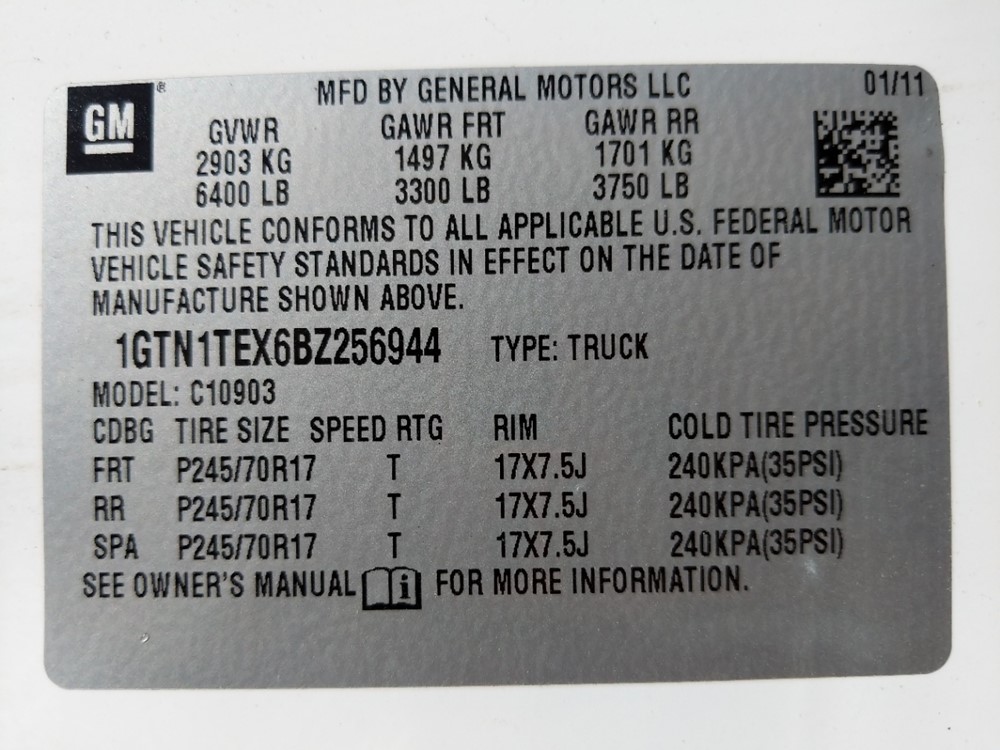 GM® MFD BY GENERAL MOTORS LLC 01/11
GVWR GAWR FRT GAWR RR
2903 KG 1497 KG 1701 KG
6400 LB 3300 LB 3750 LB
THIS VEHICLE CONFORMS TO ALL APPLICABLE U.S. FEDERAL MOTOR
VEHICLE SAFETY STANDARDS IN EFFECT ON THE DATE OF
MANUFACTURE SHOWN ABOVE.
1GTN1TEX6BZ256944 TYPE: TRUCK
MODEL: C10903
CDBG TIRE SIZE SPEED RTG RIM COLD TIRE PRESSURE
FRT P245/70R17 T 17X7.5J 240KPA(35PSI)
RR P245/70R17 T 17X7.5J 240KPA(35PSI)
SPA P245/70R17 T 17X7.5J 240KPA(35PSI)
SEE OWNER'S MANUAL i FOR MORE INFORMATION.